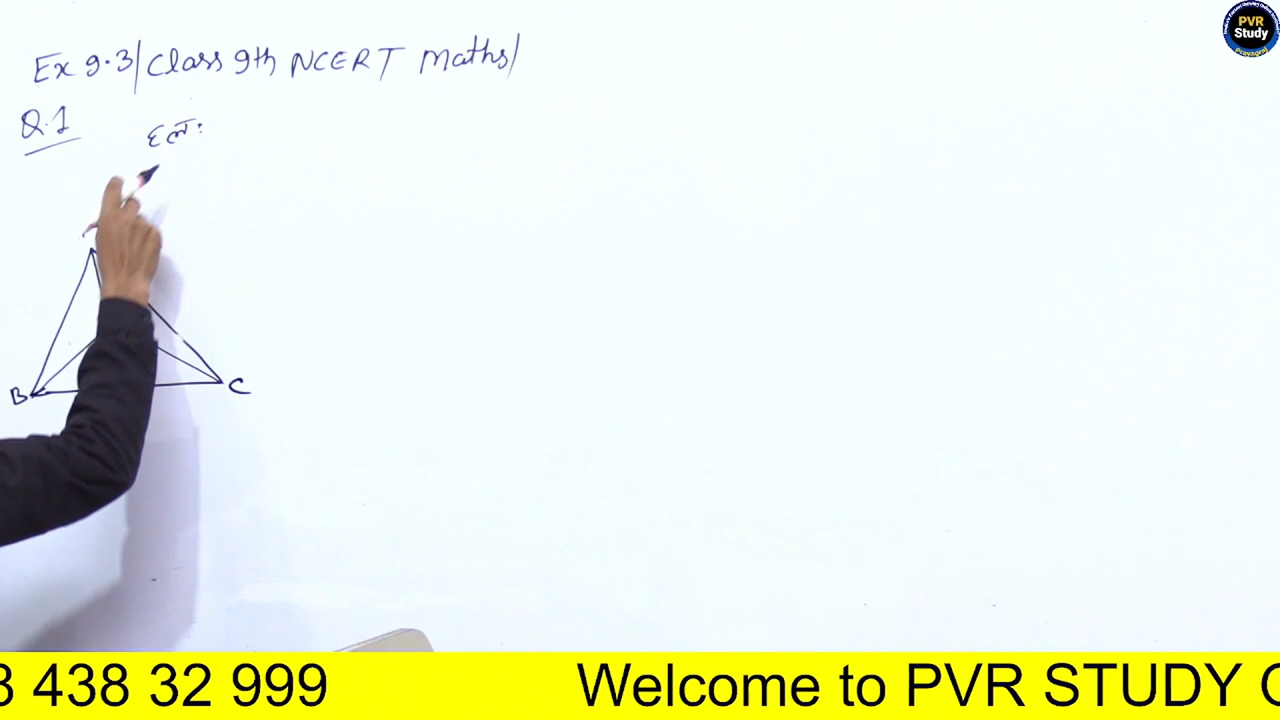 Ex 9.3/Class 9th NCERT Maths/
Q.1
हल:
B
C
PVR
Study
Prayagraj
3 438 32 999 Welcome to PVR STUDY